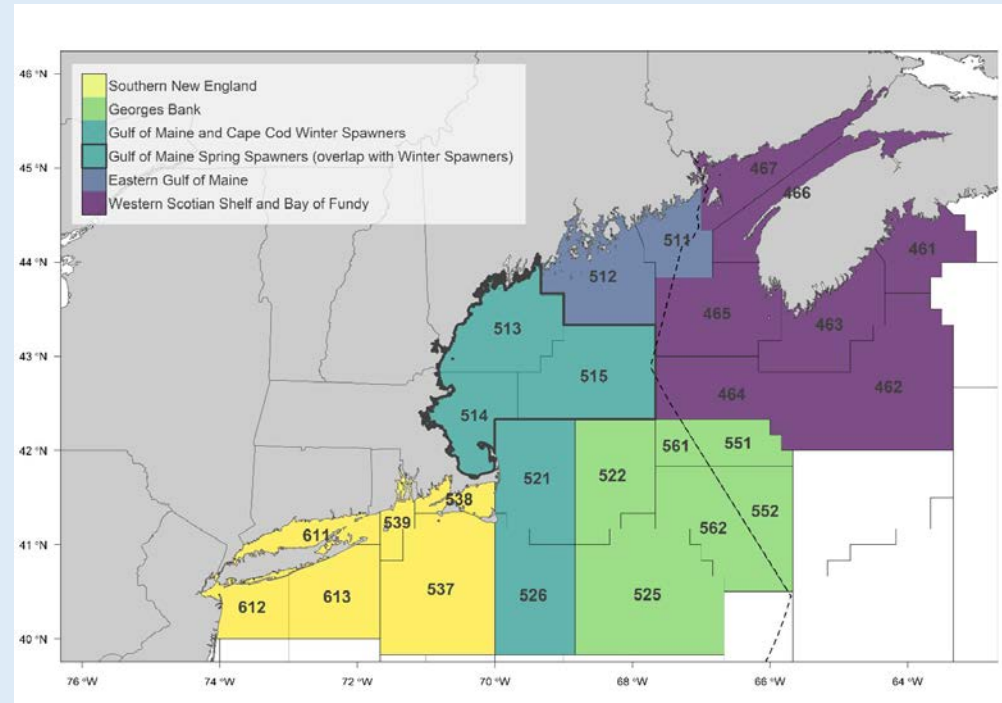 46 °N
45 °N
44 °N
43 °N
42 °N
41 °N
40 °N
Southern New England
Georges Bank
Gulf of Maine and Cape Cod Winter Spawners
Gulf of Maine Spring Spawners (overlap with Winter Spawners)
Eastern Gulf of Maine
Western Scotian Shelf and Bay of Fundy
467
466
511
461
512
465
463
513
515
464
462
514
561
551
521
522
538
552
539
562
611
537
526
525
613
612
76 °W
74 °W
72 °W
70 °W
68 °W
66 °W
64 °W